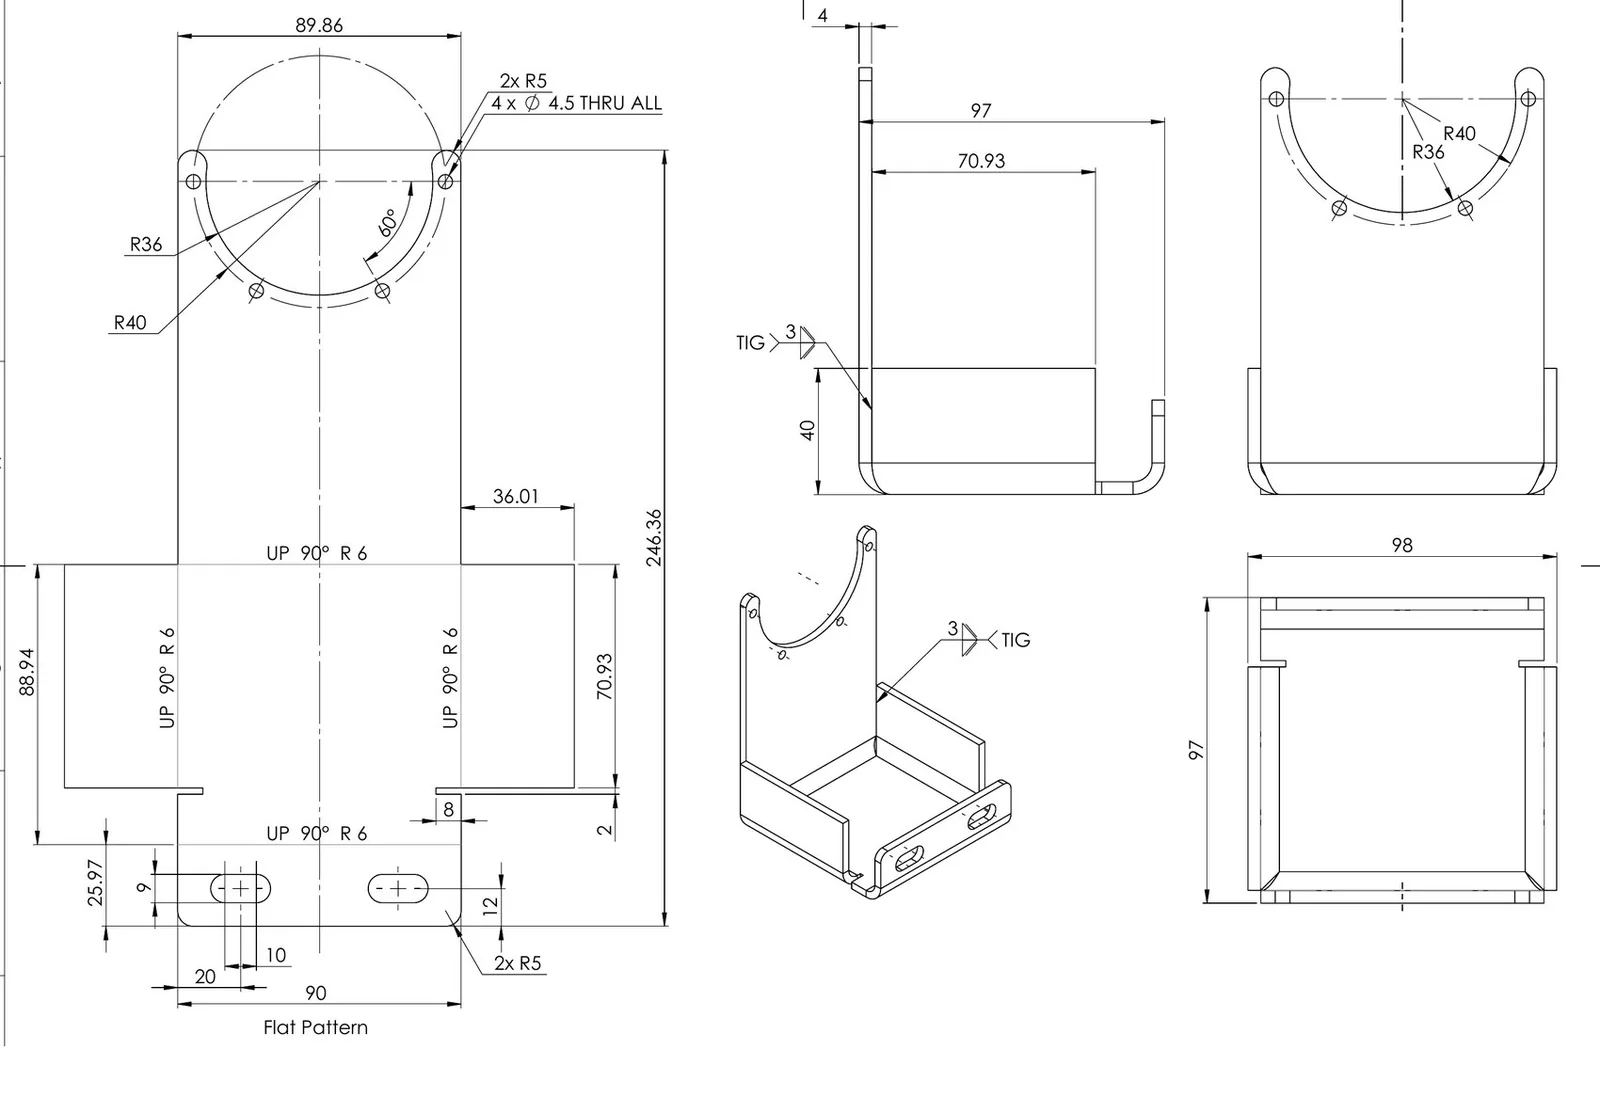 89.86
2x R5
4 x ∅ 4.5 THRU ALL
R36
60°
R40
36.01
246.36
UP 90° R 6
UP 90° R 6
UP 90° R 6
88.94
70.93
8
2
UP 90° R 6
25.97
9
12
10
20
2x R5
90
Flat Pattern
4
97
70.93
TIG
3
40
R40
R36
3
TIG
98
97